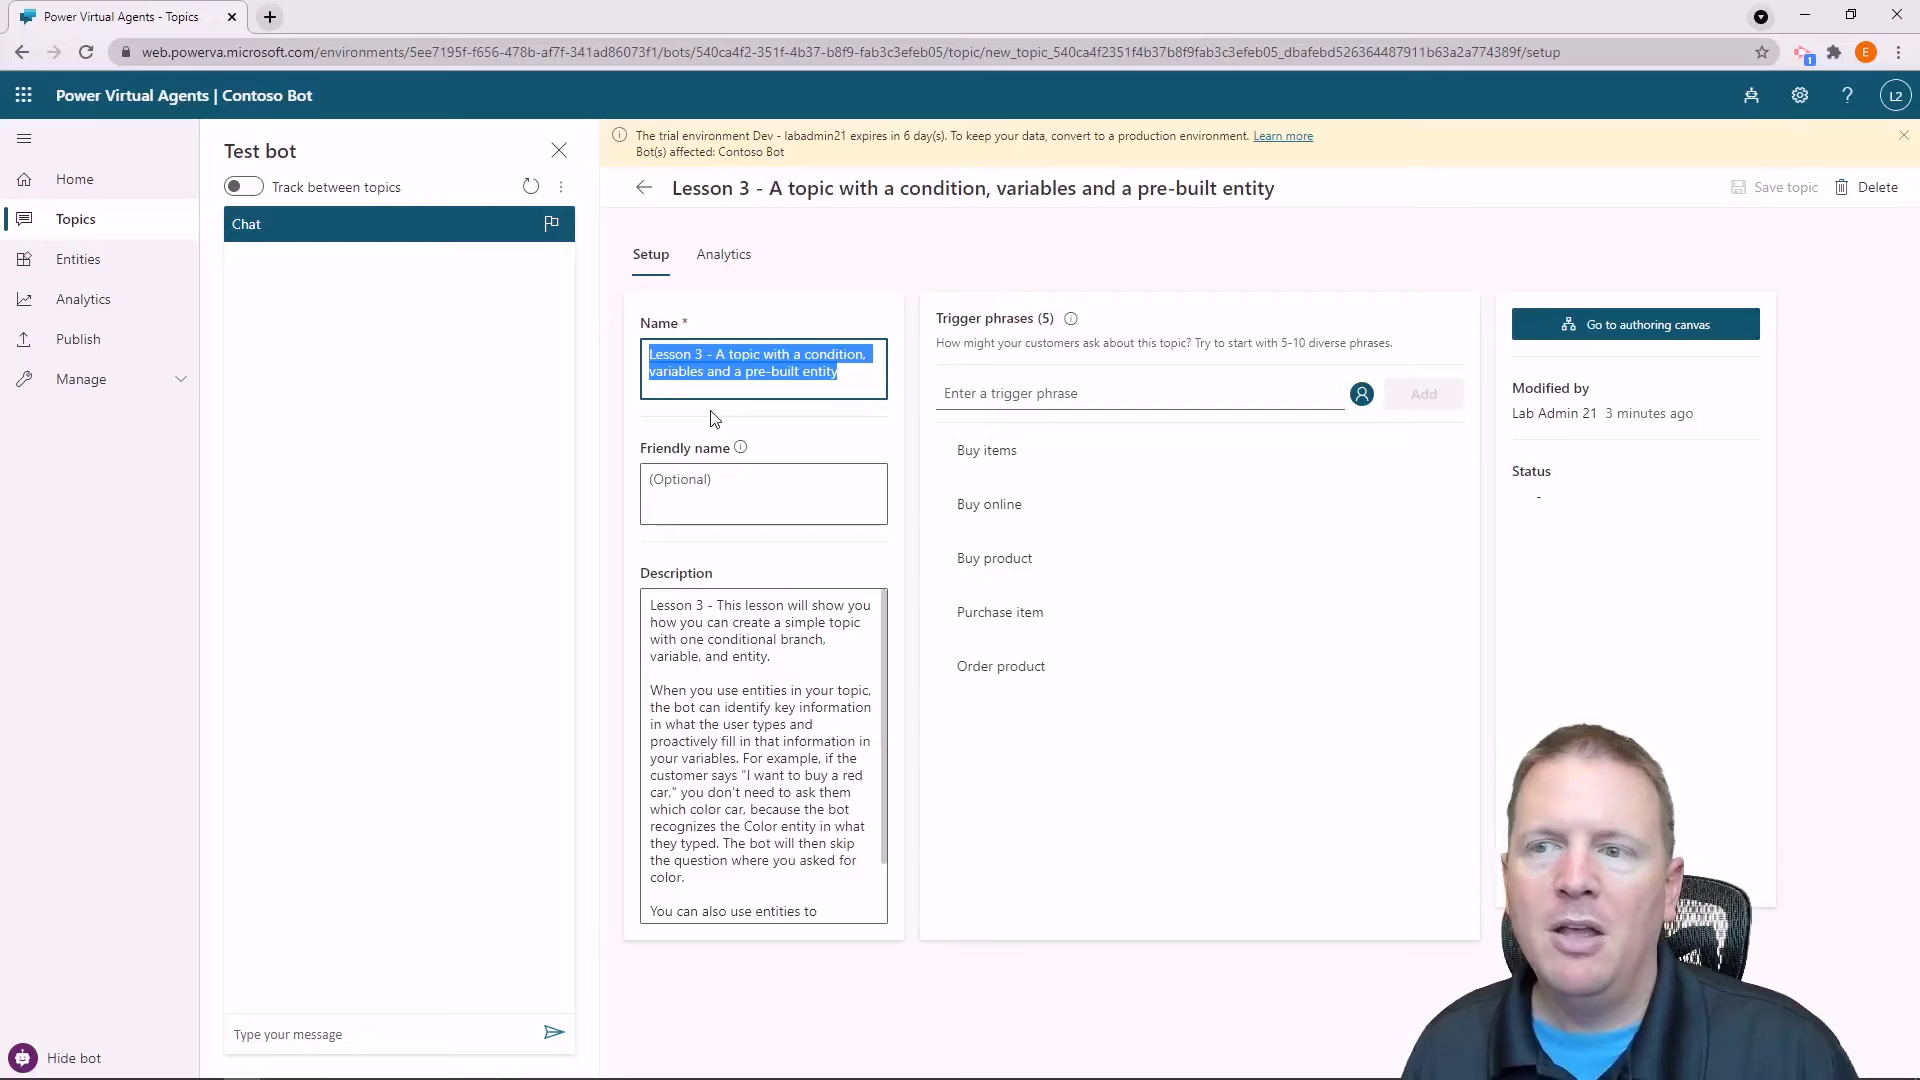 Power Virtual Agents - Topics
web.powerva.microsoft.com/environments/5ee7195f-f656-478b-af7f-341ad86073f1/bots/540ca4f2-351f-4b37-b8f9-fab3c3efeb05/topic/new_topic_540ca4f2351f4b37b8f9fab3c3efeb05_dbafebd526364487911b63a2a774389f/setup
1
E
Power Virtual Agents | Contoso Bot
L2
Home
Topics
Entities
Analytics
Publish
Manage
Hide bot
Test bot
Track between topics
Chat
Type your message
The trial environment Dev - labadmin21 expires in 6 day(s). To keep your data, convert to a production environment. Learn more
Bot(s) affected: Contoso Bot
Lesson 3 - A topic with a condition, variables and a pre-built entity
Save topic
Delete
Setup
Analytics
Name *
Lesson 3 - A topic with a condition,
variables and a pre-built entity
Friendly name
(Optional)
Description
Lesson 3 - This lesson will show you
how you can create a simple topic
with one conditional branch,
variable, and entity.
When you use entities in your topic,
the bot can identify key information
in what the user types and
proactively fill in that information in
your variables. For example, if the
customer says "I want to buy a red
car," you don't need to ask them
which color car, because the bot
recognizes the Color entity in what
they typed. The bot will then skip
the question where you asked for
color.
You can also use entities to
Trigger phrases (5)
How might your customers ask about this topic? Try to start with 5-10 diverse phrases.
Enter a trigger phrase
Add
Buy items
Buy online
Buy product
Purchase item
Order product
Go to authoring canvas
Modified by
Lab Admin 21 3 minutes ago
Status
-